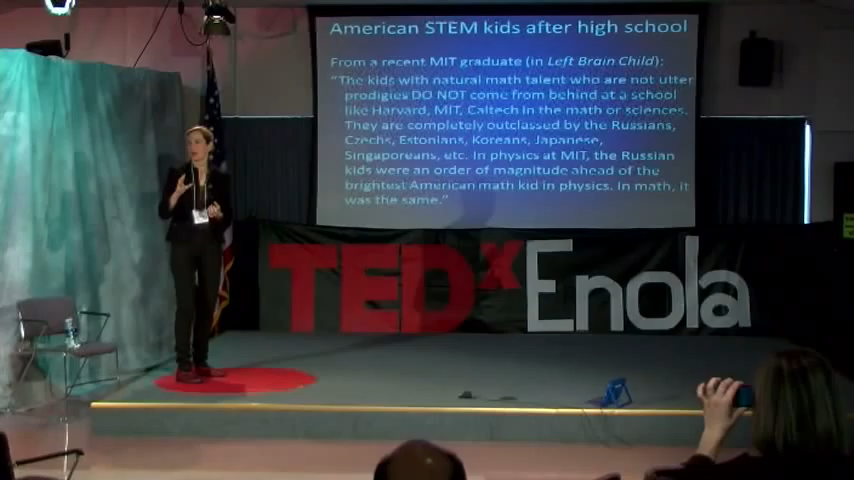 American STEM kids after high school
From a recent MIT graduate (in Left Brain Child):
"The kids with natural math talent who are not utter
prodigies DO NOT come from behind at a school
like Harvard, MIT, Caltech in the math or sciences.
They are completely outclassed by the Russians,
Czechs, Estonians, Koreans, Japanese,
Singaporeans, etc. In physics at MIT, the Russian
kids were an order of magnitude ahead of the
brightest American math kid in physics. In math, it
was the same."
TEDx Enola